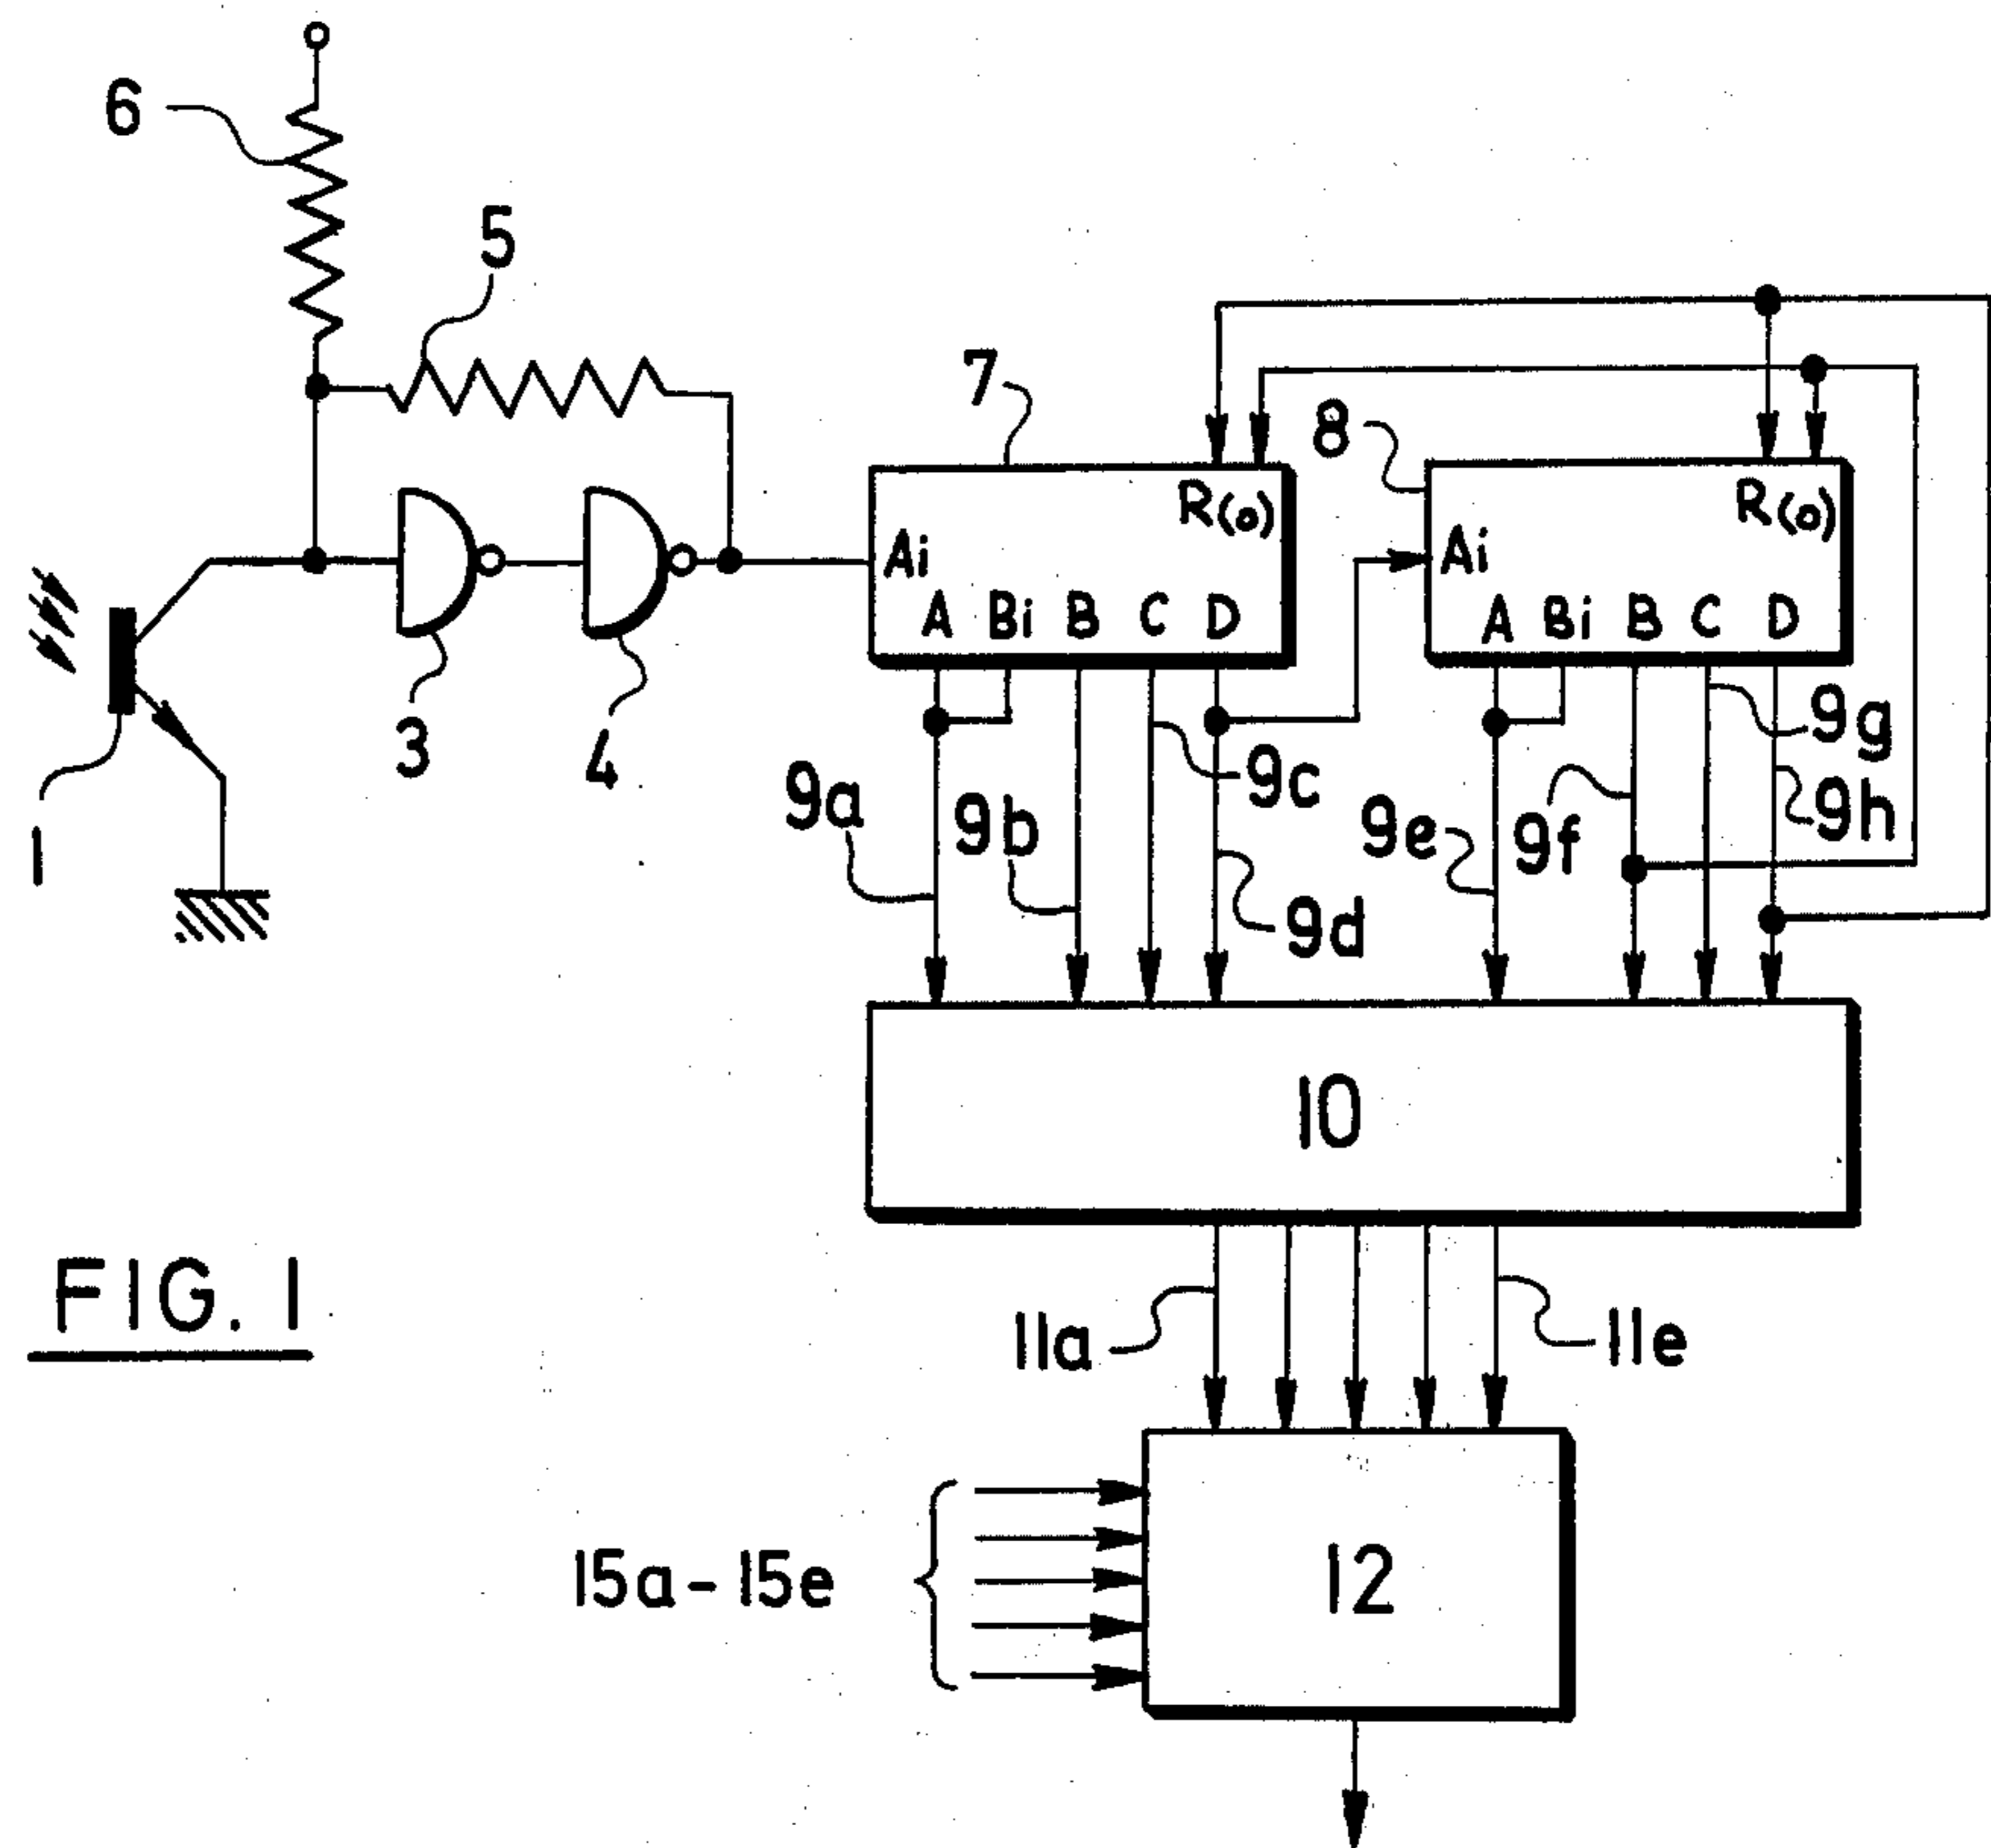 6
5
7
8
R(o)
R(o)
Ai
Ai
A Bi B C D
A Bi B C D
3
4
1
9a
9b
9c
9d
9e
9f
9g
9h
10
FIG. 1
11a
11e
15a-15e
12